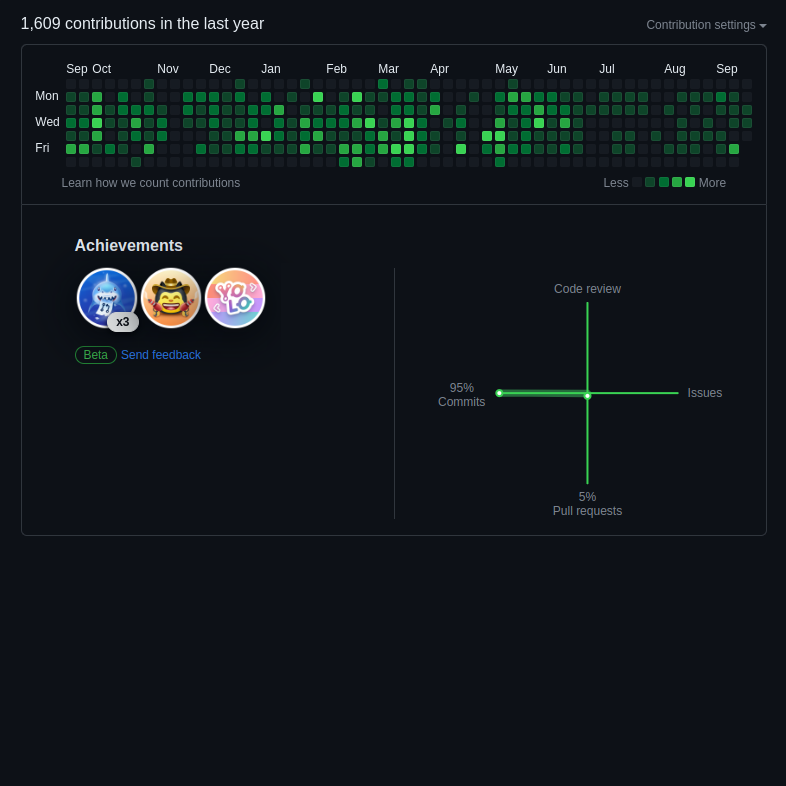 1,609 contributions in the last year
Contribution settings
Sep Oct Nov Dec Jan Feb Mar Apr May Jun Jul Aug Sep
Mon
Wed
Fri
Learn how we count contributions
Less More
Achievements
YOLO
x3
Beta Send feedback
Code review
95%
Commits
Issues
5%
Pull requests